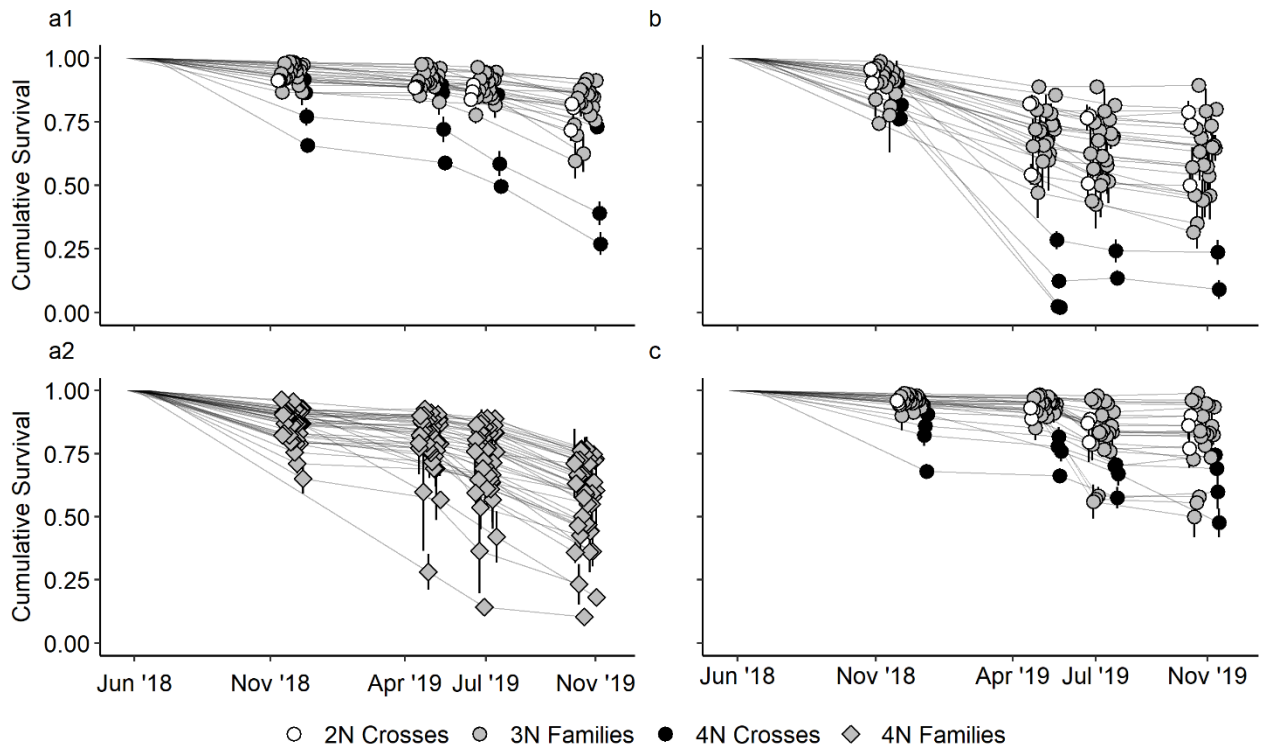 a1
b
Cumulative Survival
1.00
0.75
0.50
0.25
0.00
a2
c
Cumulative Survival
1.00
0.75
0.50
0.25
0.00
Jun '18 Nov '18 Apr '19 Jul '19 Nov '19
Jun '18 Nov '18 Apr '19 Jul '19 Nov '19
2N Crosses 3N Families 4N Crosses 4N Families